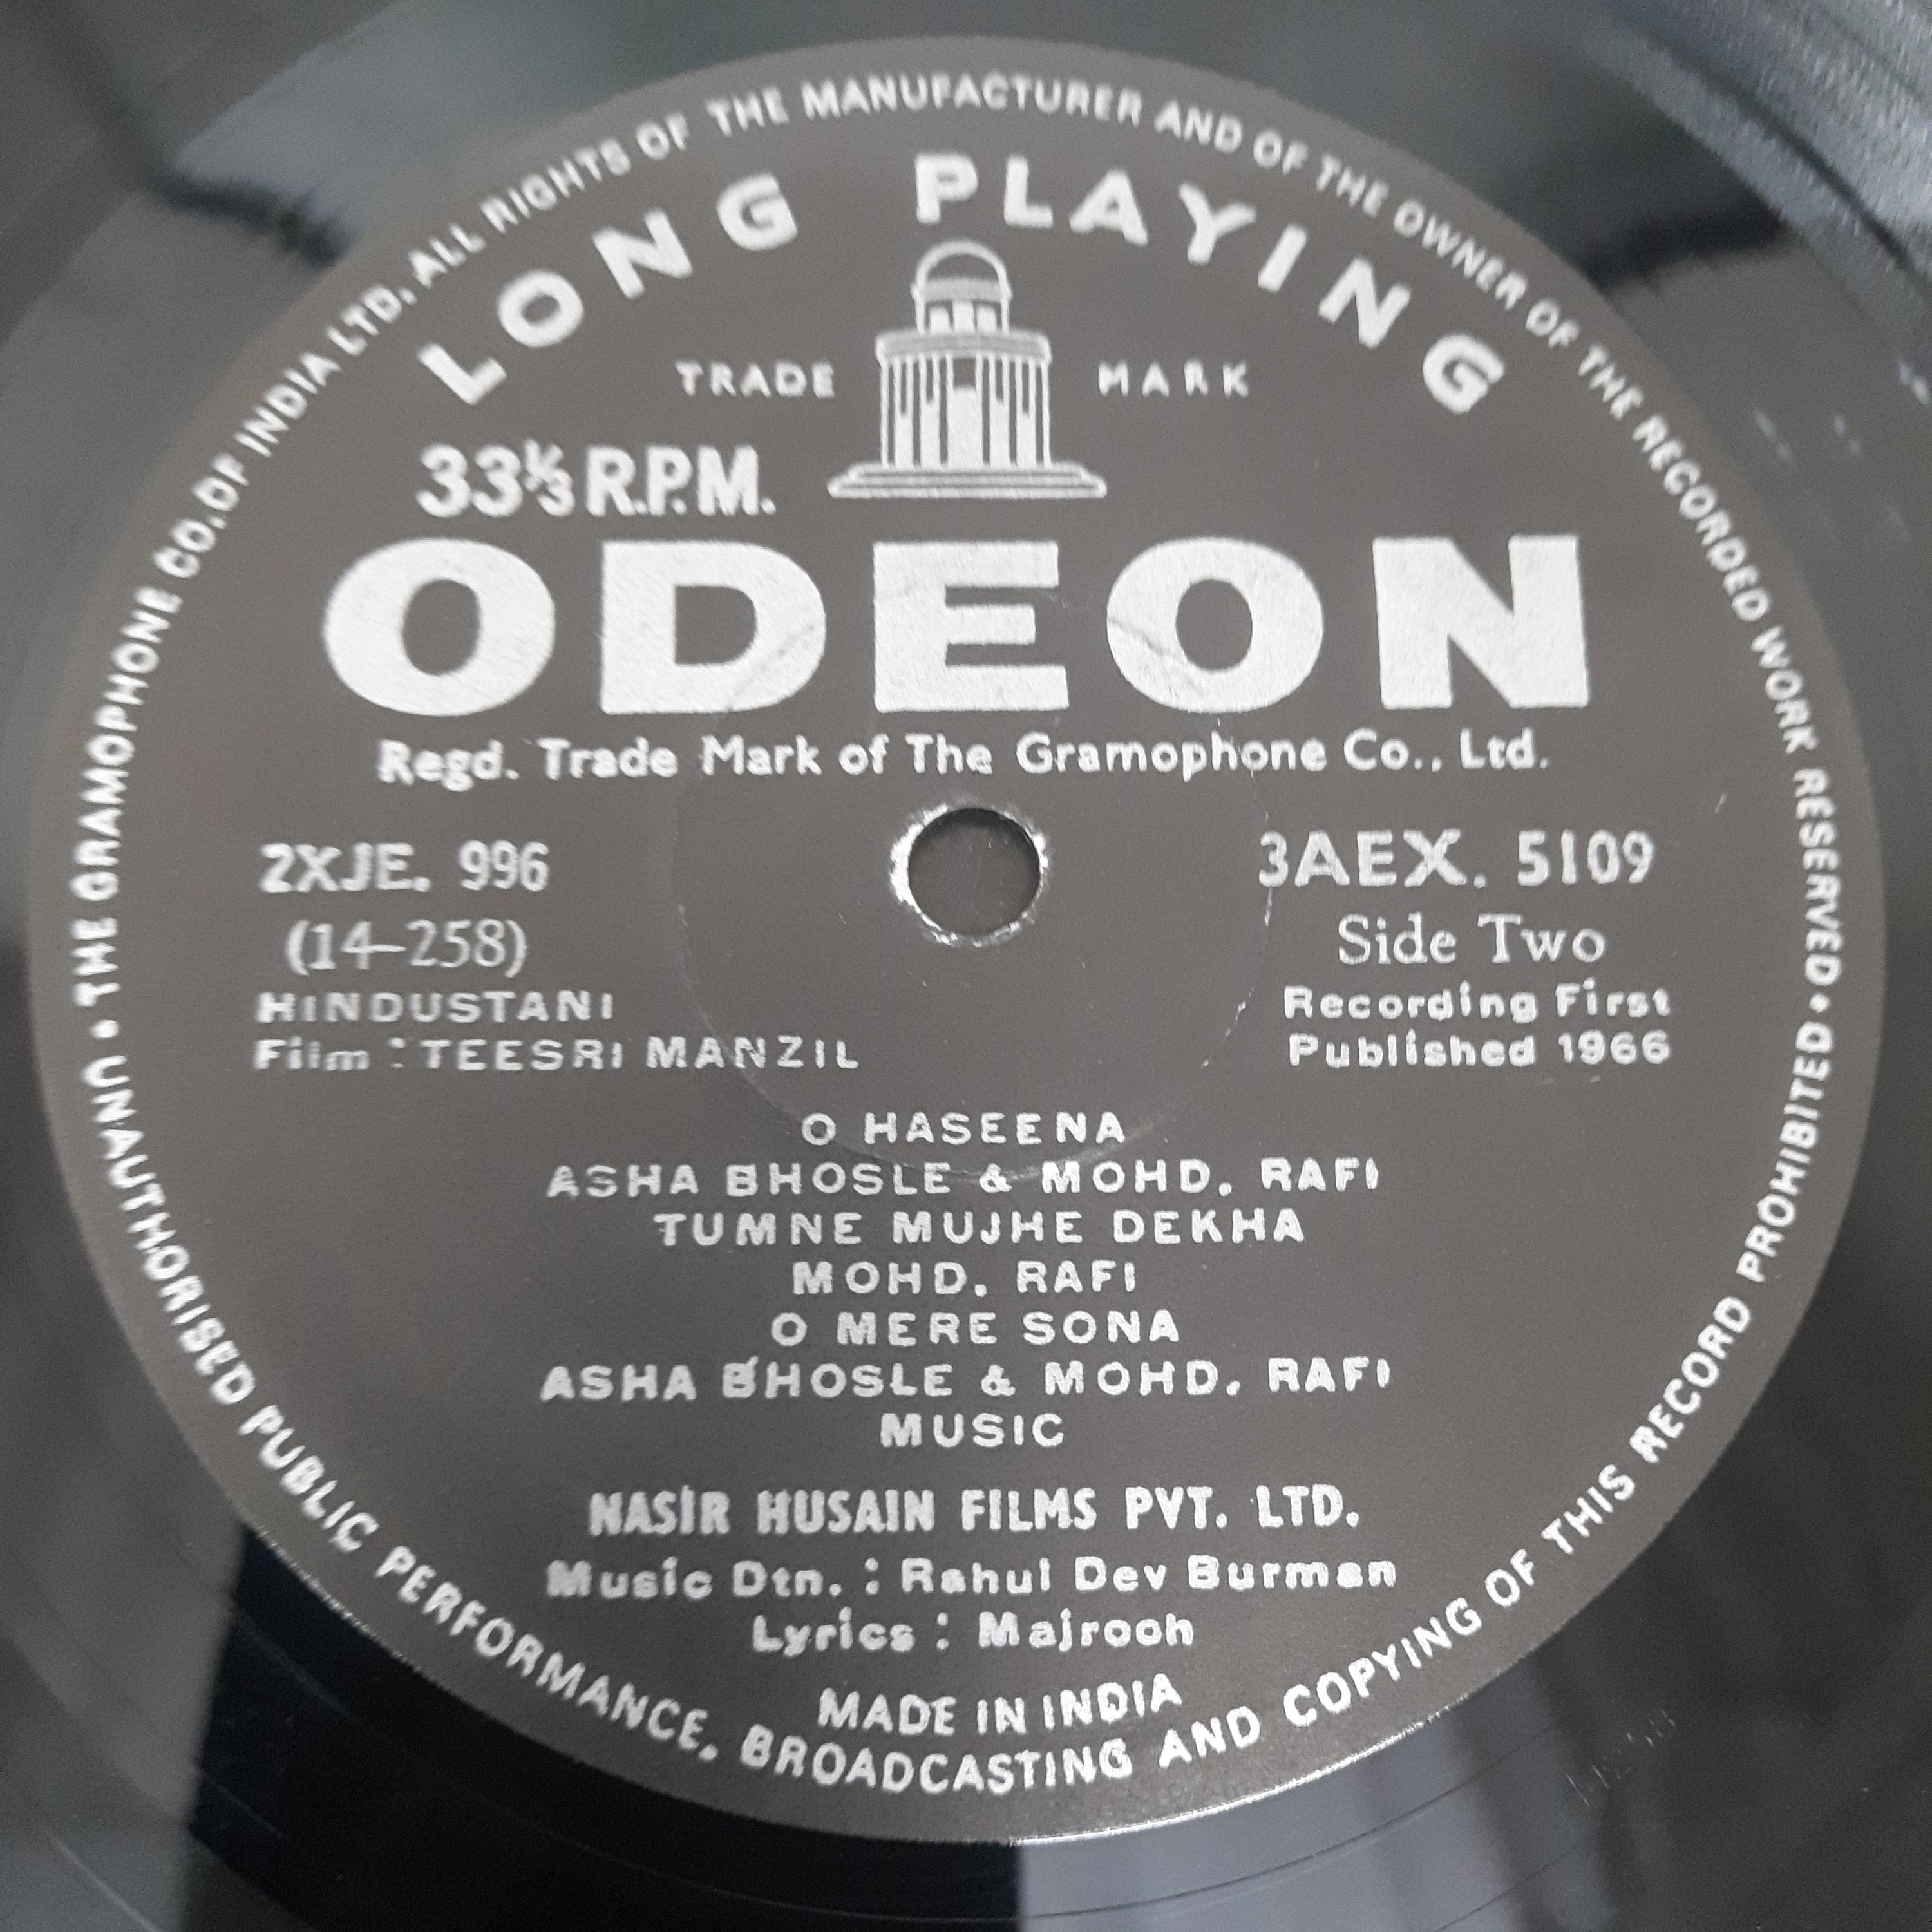 THE GRAMOPHONE CO. OF INDIA LTD. ALL RIGHTS OF THE MANUFACTURER AND OF THE OWNER OF THE RECORDED WORK RESERVED •
LONG PLAYING
TRADE MARK
33⅓ R.P.M.
ODEON
Regd. Trade Mark of The Gramophone Co., Ltd.
2XJE. 996
(14-258)
HINDUSTANI
Film : TEESRI MANZIL
3AEX. 5109
Side Two
Recording First
Published 1966
O HASEENA
ASHA BHOSLE & MOHD. RAFI
TUMNE MUJHE DEKHA
MOHD. RAFI
O MERE SONA
ASHA BHOSLE & MOHD. RAFI
MUSIC
NASIR HUSAIN FILMS PVT. LTD.
Music Dtn. : Rahul Dev Burman
Lyrics : Majrooh
MADE IN INDIA
UNAUTHORISED PUBLIC PERFORMANCE, BROADCASTING AND COPYING OF THIS RECORD PROHIBITED •